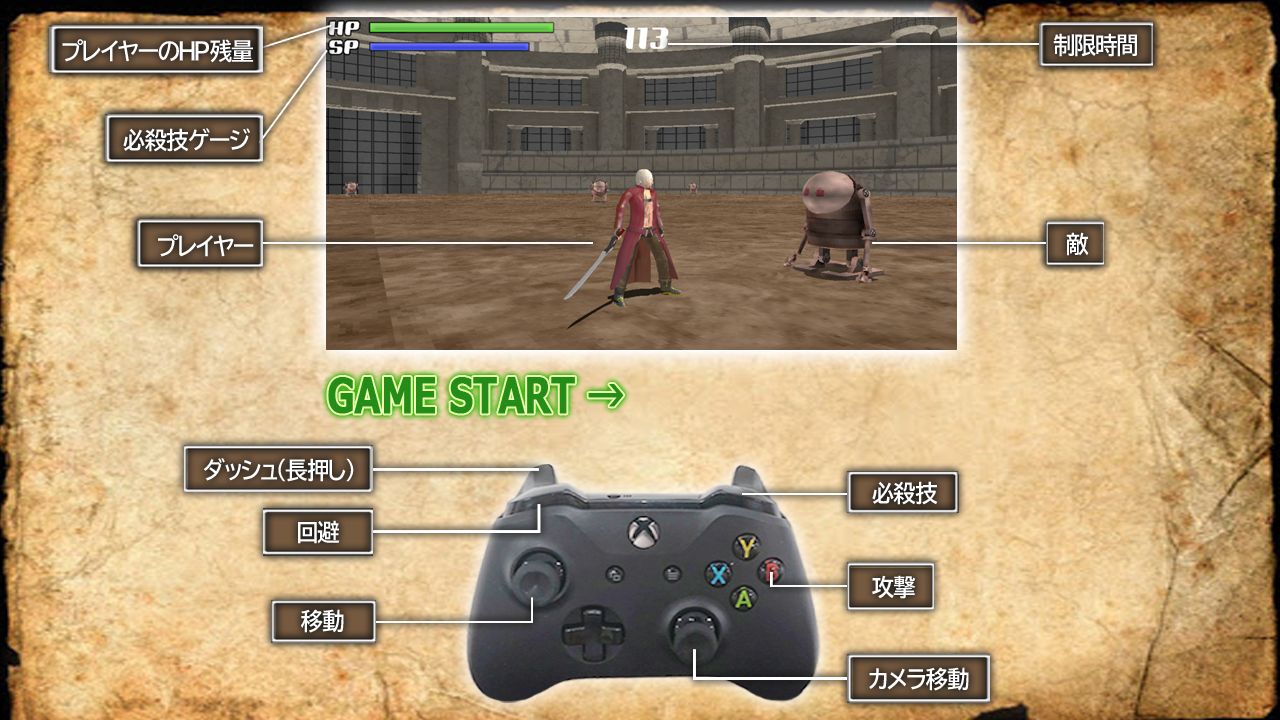 プレイヤーのHP残量
HP
113
制限時間
SP
必殺技ゲージ
プレイヤー
敵
GAME START →
ダッシュ(長押し)
必殺技
回避
Y
X
B
A
攻撃
移動
カメラ移動